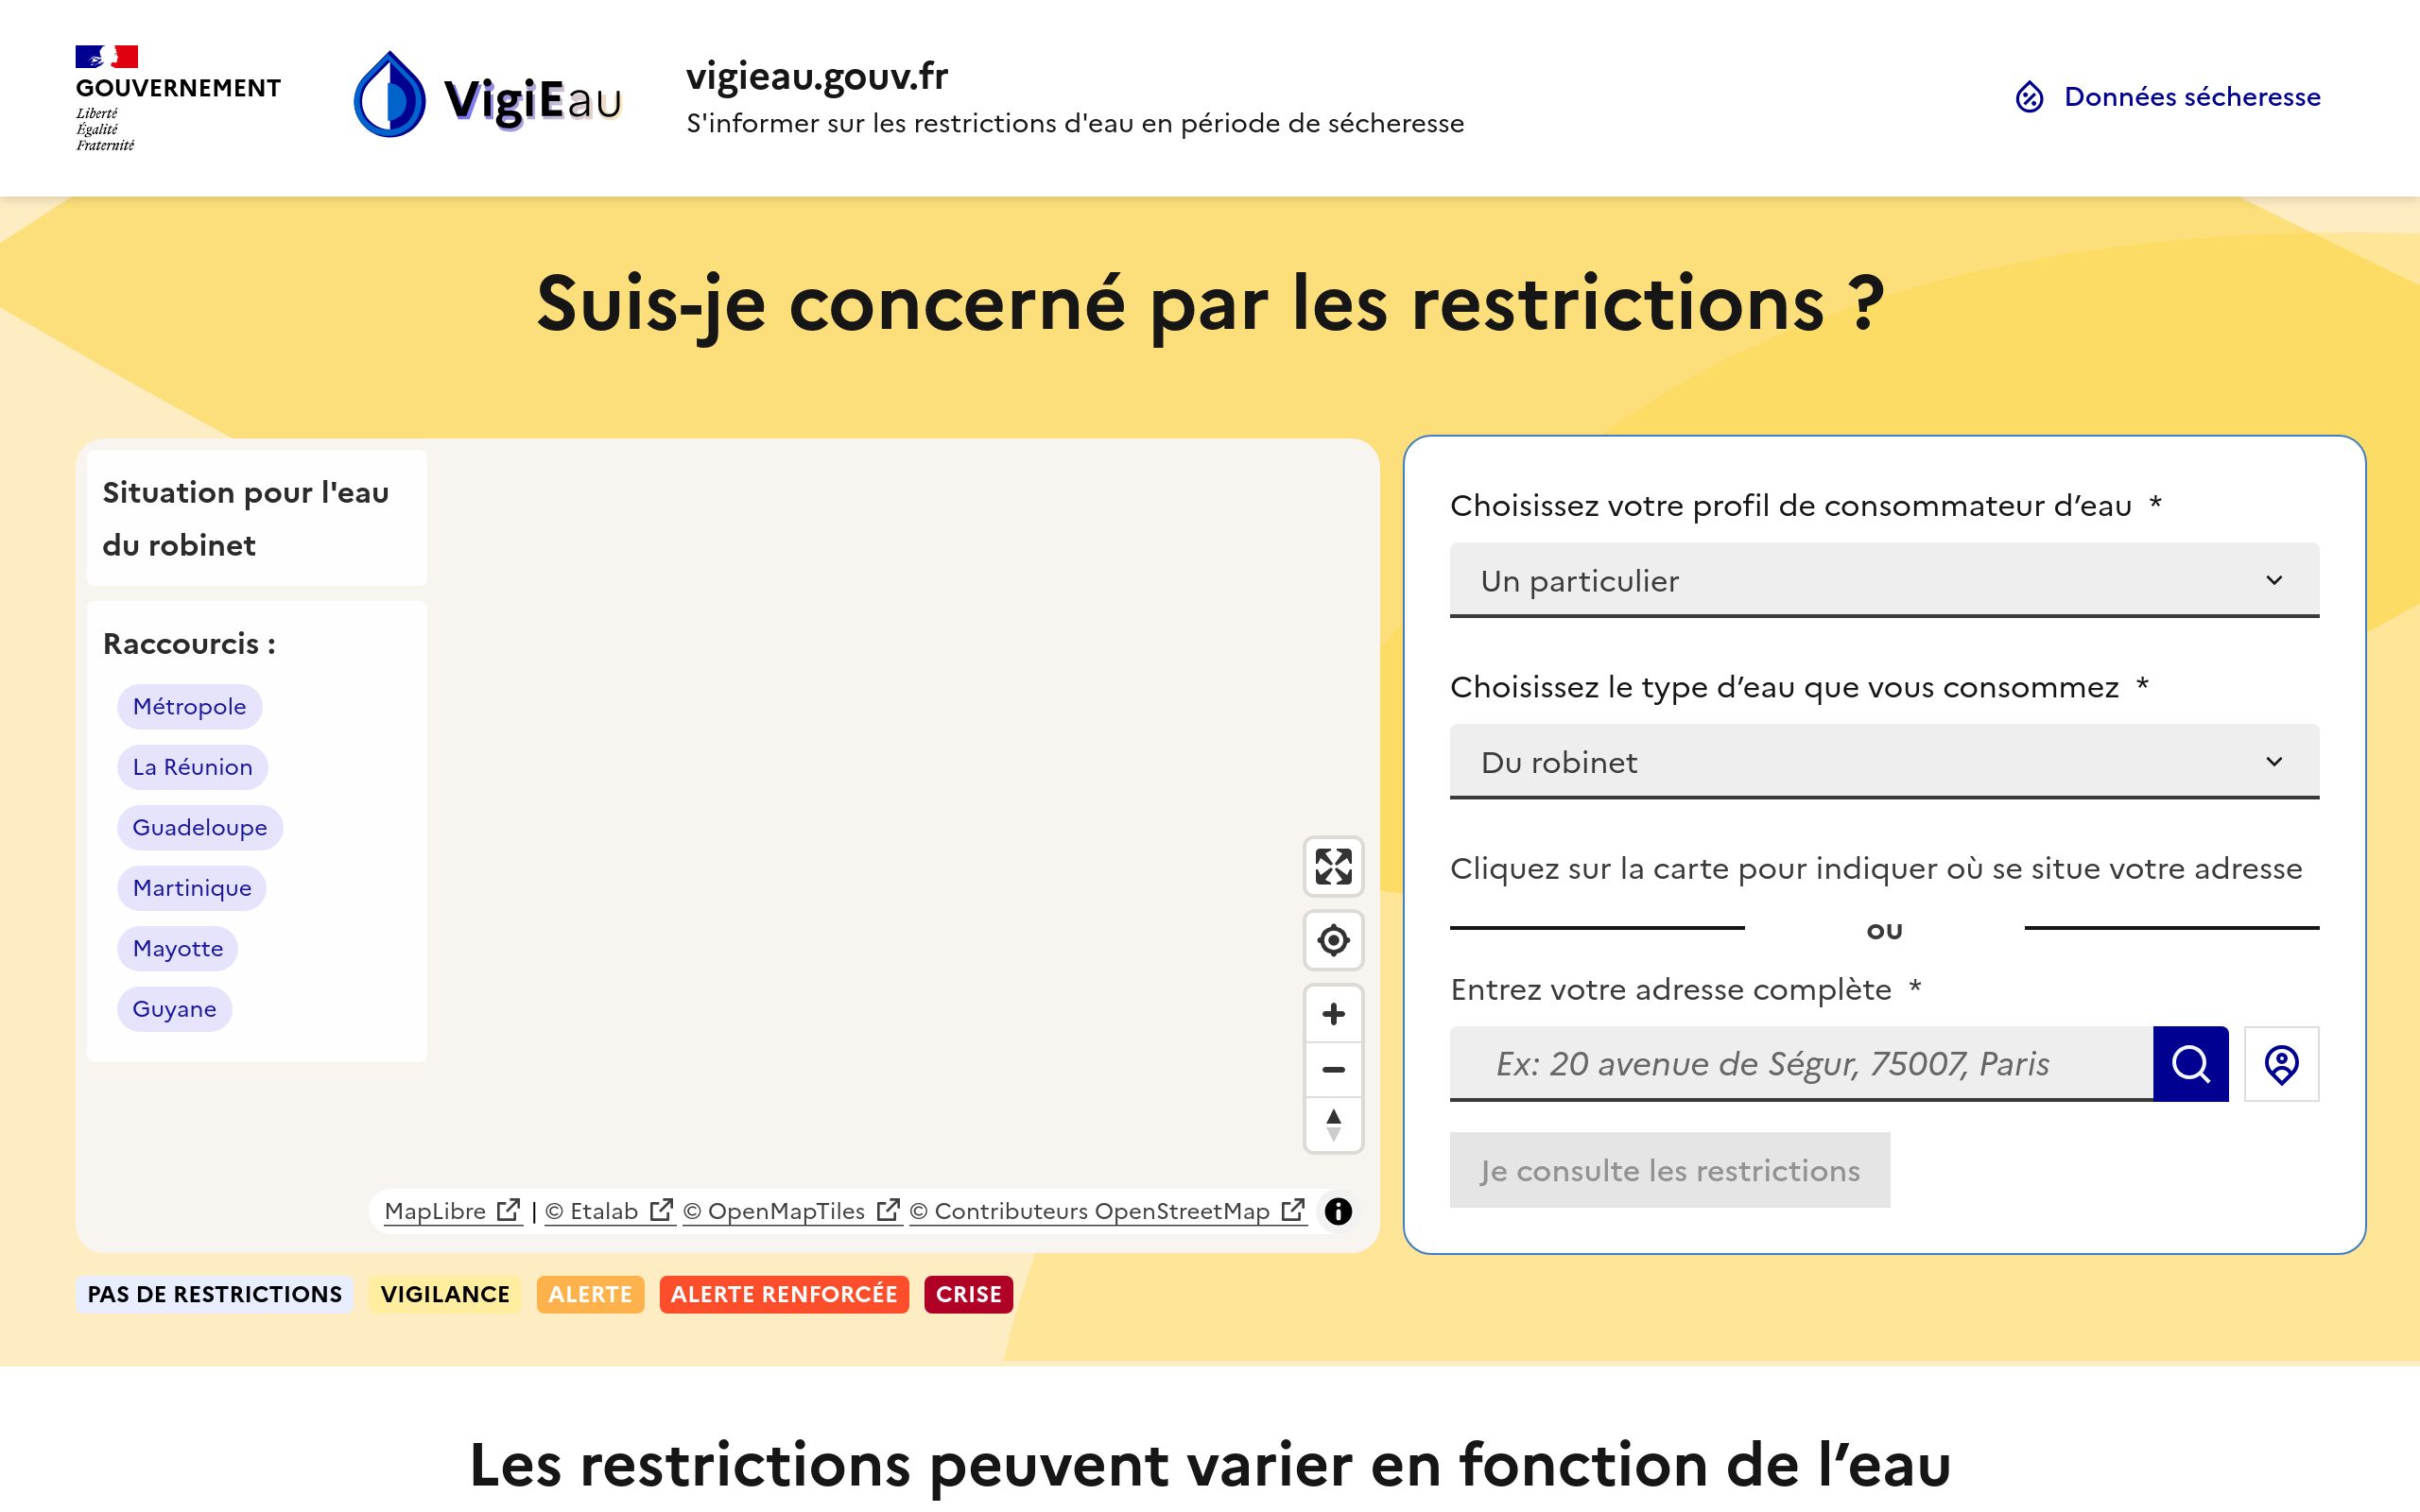 GOUVERNEMENT
Liberté
Égalité
Fraternité
VigiEau
vigieau.gouv.fr
S'informer sur les restrictions d'eau en période de sécheresse
Données sécheresse
Suis-je concerné par les restrictions ?
Situation pour l'eau
du robinet
Raccourcis :
Métropole
La Réunion
Guadeloupe
Martinique
Mayotte
Guyane
MapLibre | © Etalab © OpenMapTiles © Contributeurs OpenStreetMap
PAS DE RESTRICTIONS VIGILANCE ALERTE ALERTE RENFORCÉE CRISE
Choisissez votre profil de consommateur d’eau *
Un particulier
Choisissez le type d’eau que vous consommez *
Du robinet
Cliquez sur la carte pour indiquer où se situe votre adresse
ou
Entrez votre adresse complète *
Ex: 20 avenue de Ségur, 75007, Paris
Je consulte les restrictions
Les restrictions peuvent varier en fonction de l’eau